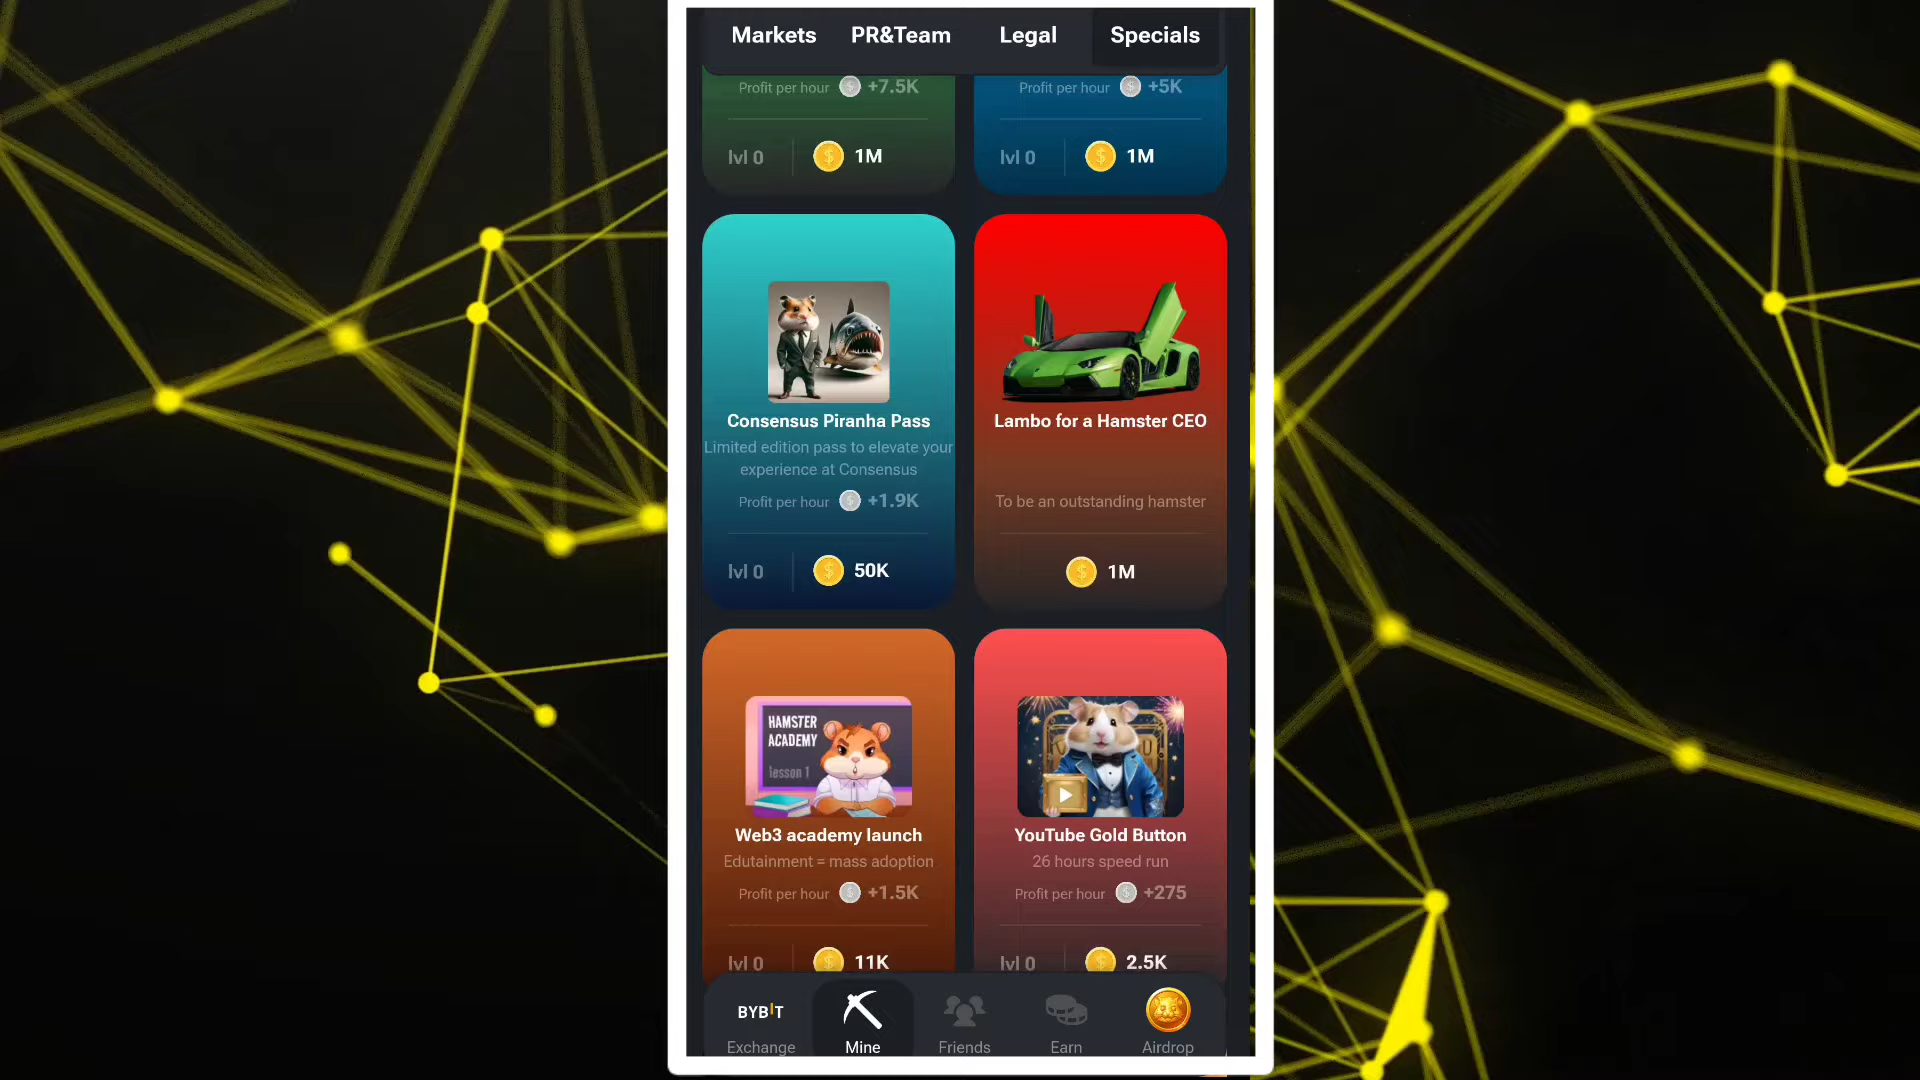 Markets PR&Team Legal Specials
Profit per hour +7.5K
lvl 0 1M
Profit per hour +5K
lvl 0 1M
Consensus Piranha Pass
Limited edition pass to elevate your
experience at Consensus
Profit per hour +1.9K
lvl 0 50K
Lambo for a Hamster CEO
To be an outstanding hamster
1M
HAMSTER
ACADEMY
lesson 1
Web3 academy launch
Edutainment = mass adoption
Profit per hour +1.5K
lvl 0 11K
YouTube Gold Button
26 hours speed run
Profit per hour +275
lvl 0 2.5K
BYBIT
Exchange Mine Friends Earn Airdrop